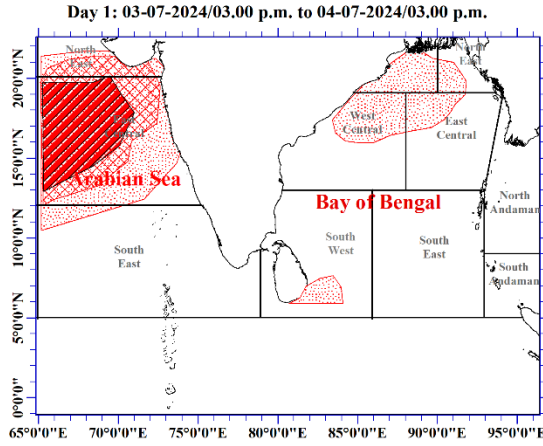 Day 1: 03-07-2024/03.00 p.m. to 04-07-2024/03.00 p.m.
North
East
North
East
20°0'0"N
East
Central
West
Central
East
Central
15°0'0"N
Arabian Sea
Bay of Bengal
North
Andaman
10°0'0"N
South
East
South
West
South
East
South
Andaman
5°0'0"N
0°0'0"
65°0'0"E 70°0'0"E 75°0'0"E 80°0'0"E 85°0'0"E 90°0'0"E 95°0'0"E